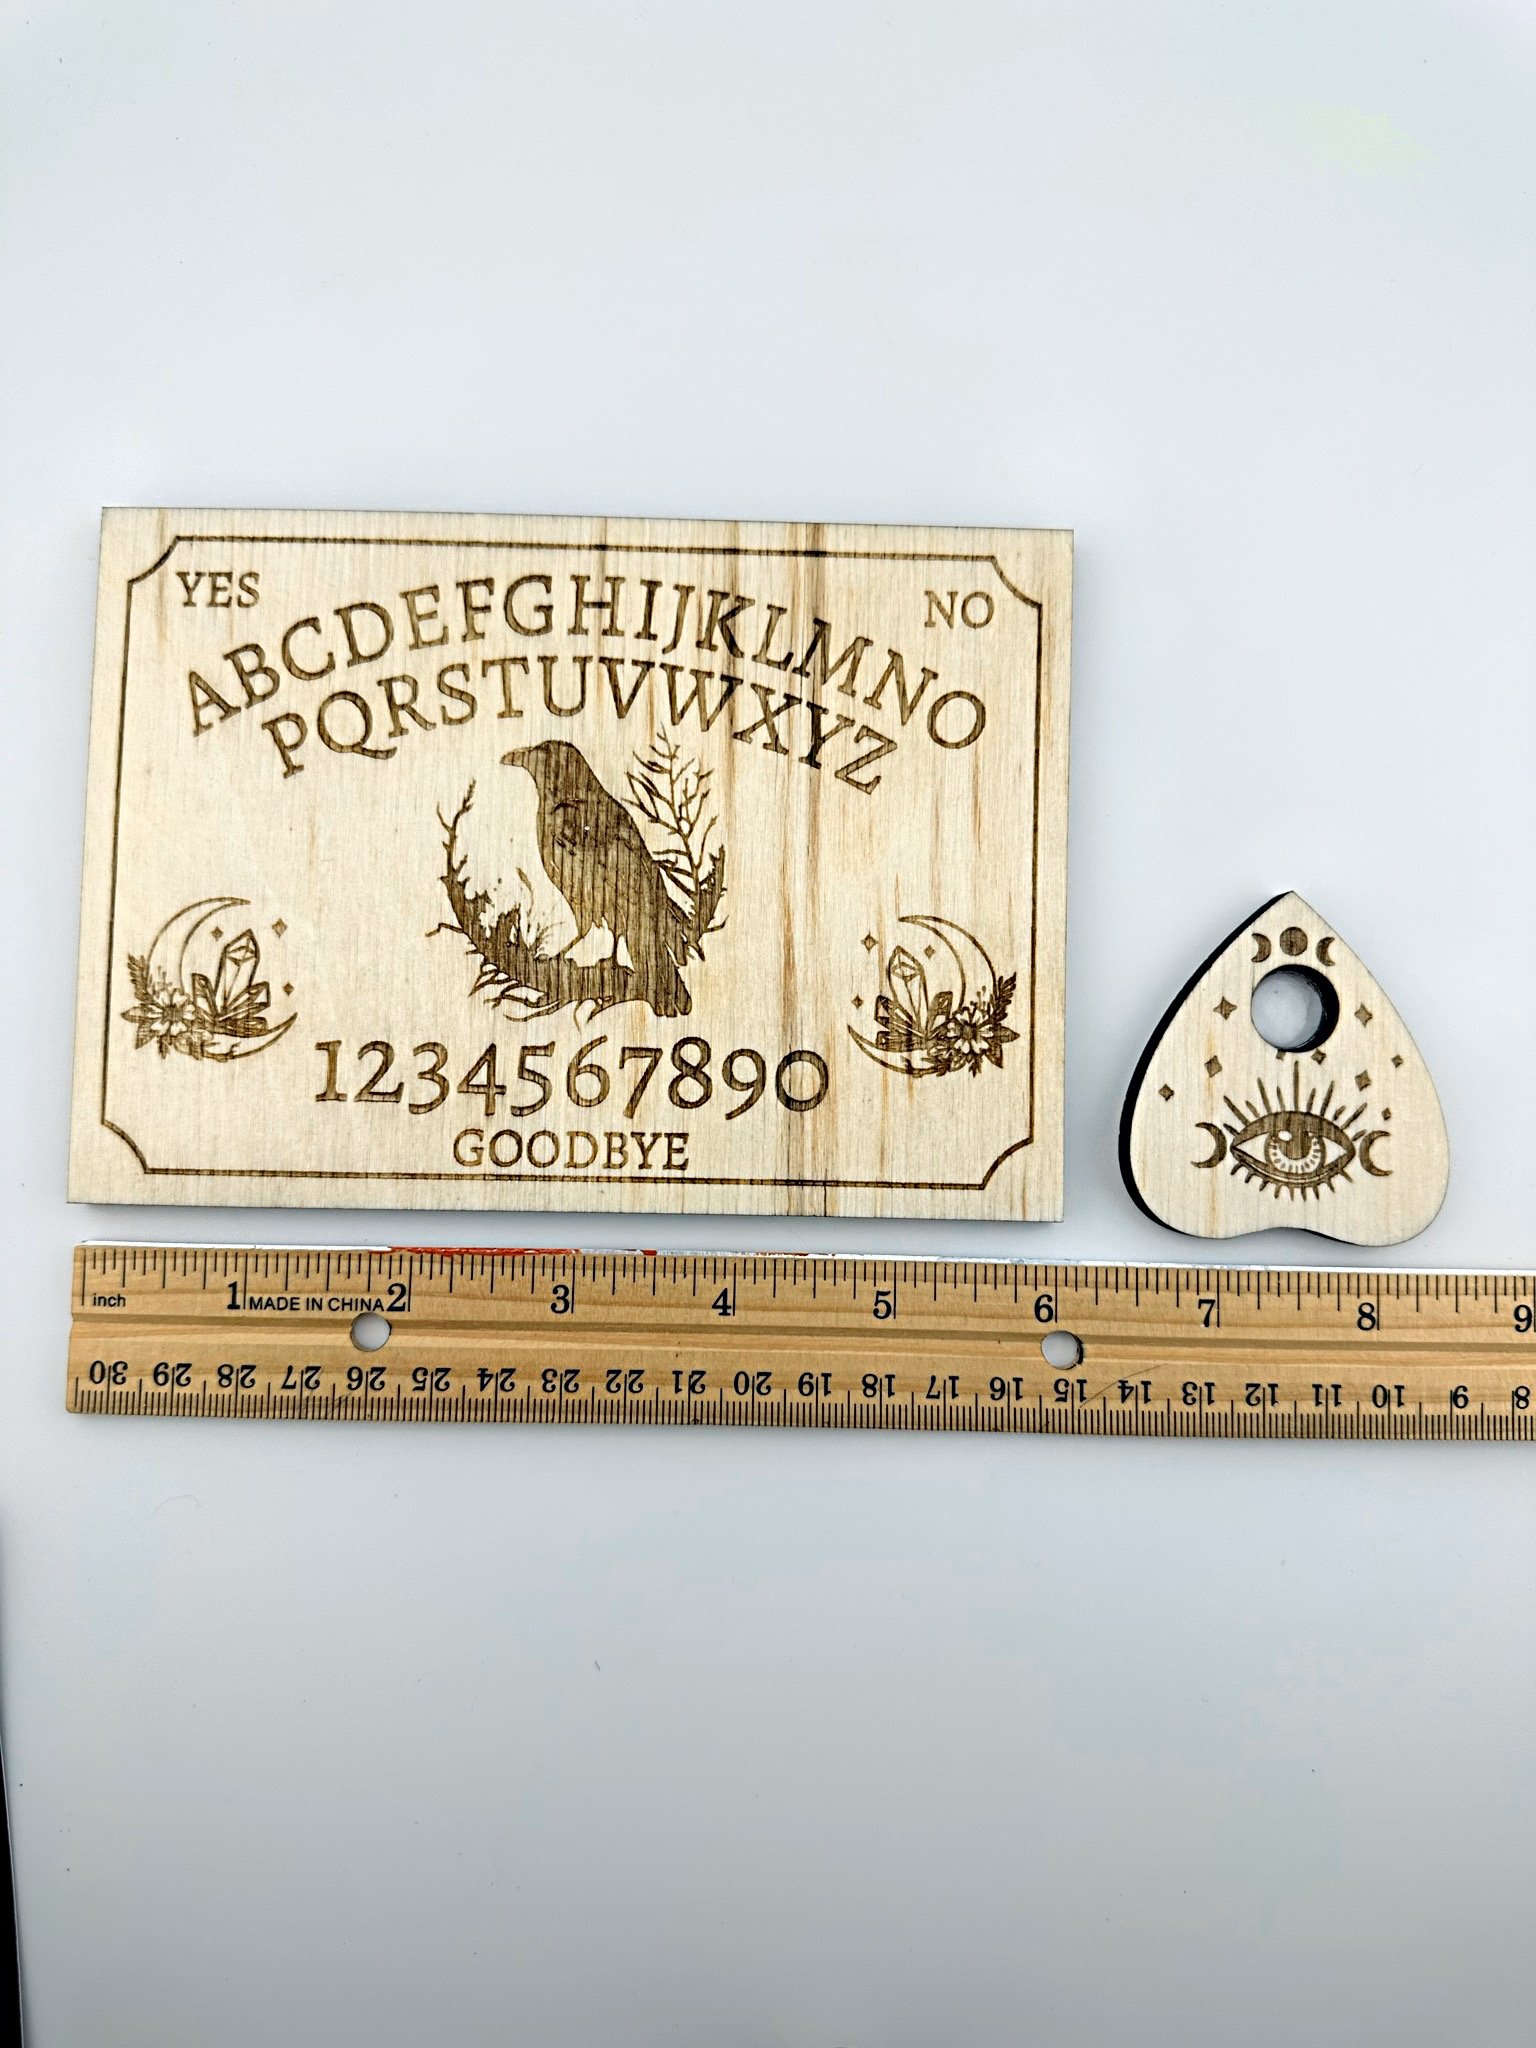 YES NO
ABCDEFGHIJKLMNO
PQRSTUVWXYZ
1234567890
GOODBYE
inch 1 MADE IN CHINA 2 3 4 5 6 7 8 9
30 29 28 27 26 25 24 23 22 21 20 19 18 17 16 15 14 13 12 11 10 9 8